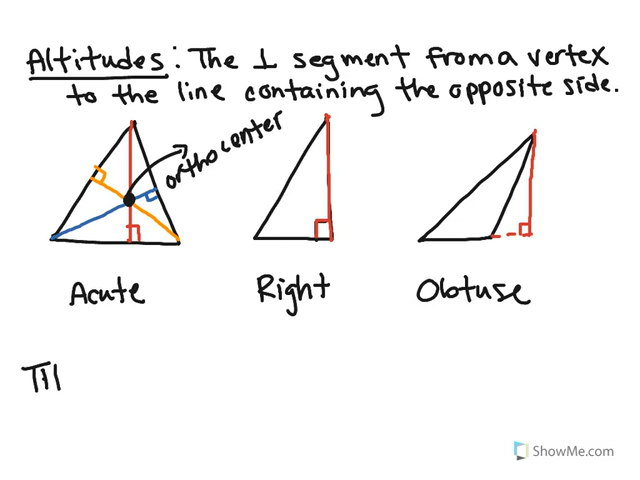 Altitudes: The ⊥ segment from a vertex
to the line containing the opposite side.
orthocenter
Acute
Right
Obtuse
ShowMe.com